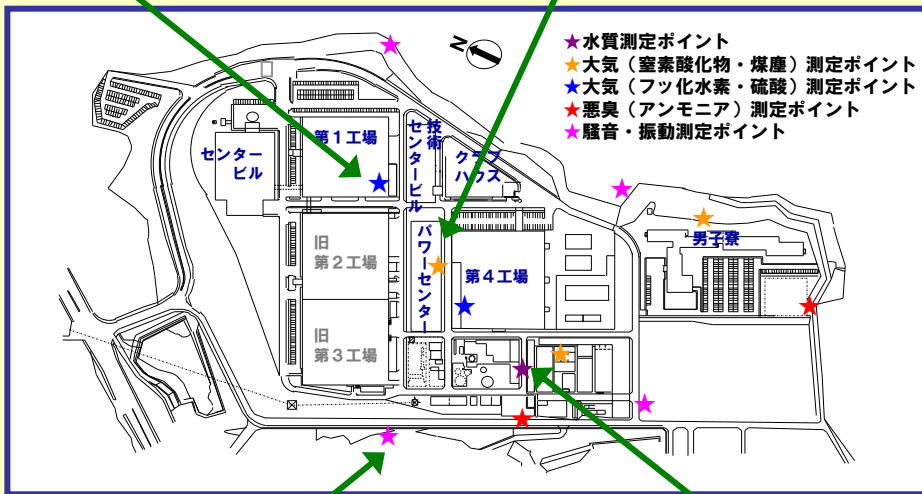 N
★水質測定ポイント
★大気（窒素酸化物・煤塵）測定ポイント
★大気（フッ化水素・硫酸）測定ポイント
★悪臭（アンモニア）測定ポイント
★騒音・振動測定ポイント
センター
ビル
第１工場
技術
センタービル
クラブ
ハウス
旧
第２工場
パワーセンター
第４工場
男子寮
旧
第３工場